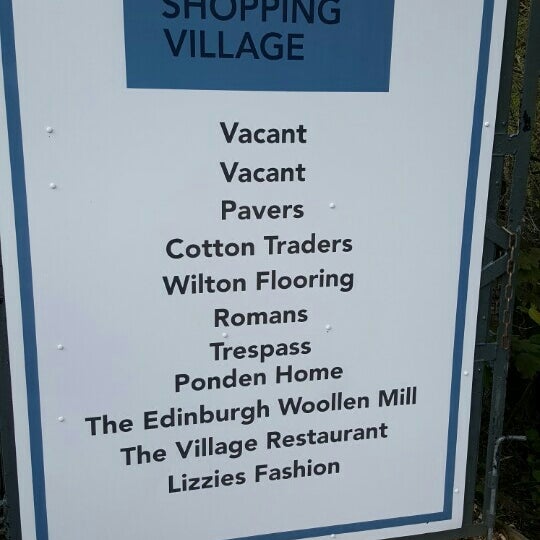 SHOPPING
VILLAGE
Vacant
Vacant
Pavers
Cotton Traders
Wilton Flooring
Romans
Trespass
Ponden Home
The Edinburgh Woollen Mill
The Village Restaurant
Lizzies Fashion